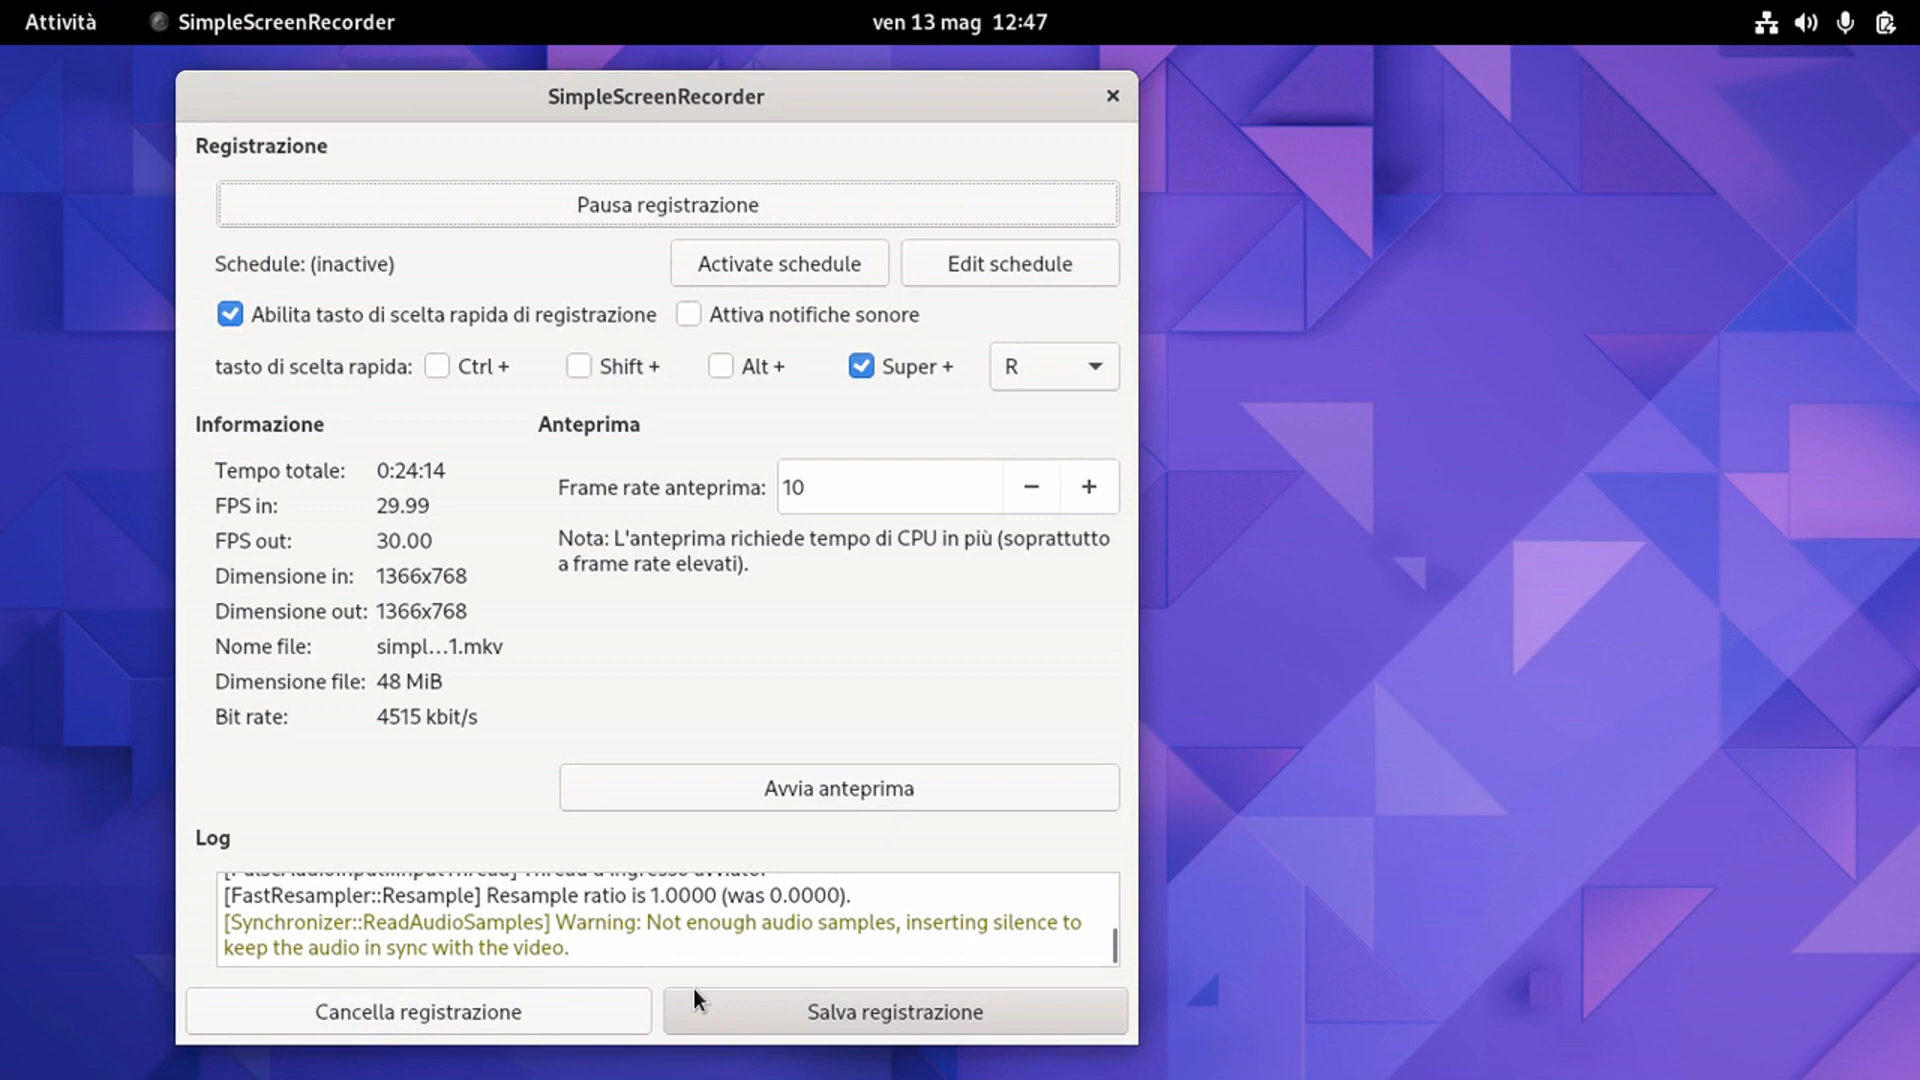 Attività SimpleScreenRecorder ven 13 mag 12:47
SimpleScreenRecorder ×
Registrazione
Pausa registrazione
Schedule: (inactive) Activate schedule Edit schedule
Abilita tasto di scelta rapida di registrazione Attiva notifiche sonore
tasto di scelta rapida: Ctrl + Shift + Alt + Super + R
Informazione
Tempo totale: 0:24:14
FPS in: 29.99
FPS out: 30.00
Dimensione in: 1366x768
Dimensione out: 1366x768
Nome file: simpl...1.mkv
Dimensione file: 48 MiB
Bit rate: 4515 kbit/s
Anteprima
Frame rate anteprima: 10 − +
Nota: L'anteprima richiede tempo di CPU in più (soprattutto
a frame rate elevati).
Avvia anteprima
Log
[FastResampler::Resample] Resample ratio is 1.0000 (was 0.0000).
[Synchronizer::ReadAudioSamples] Warning: Not enough audio samples, inserting silence to
keep the audio in sync with the video.
Cancella registrazione Salva registrazione